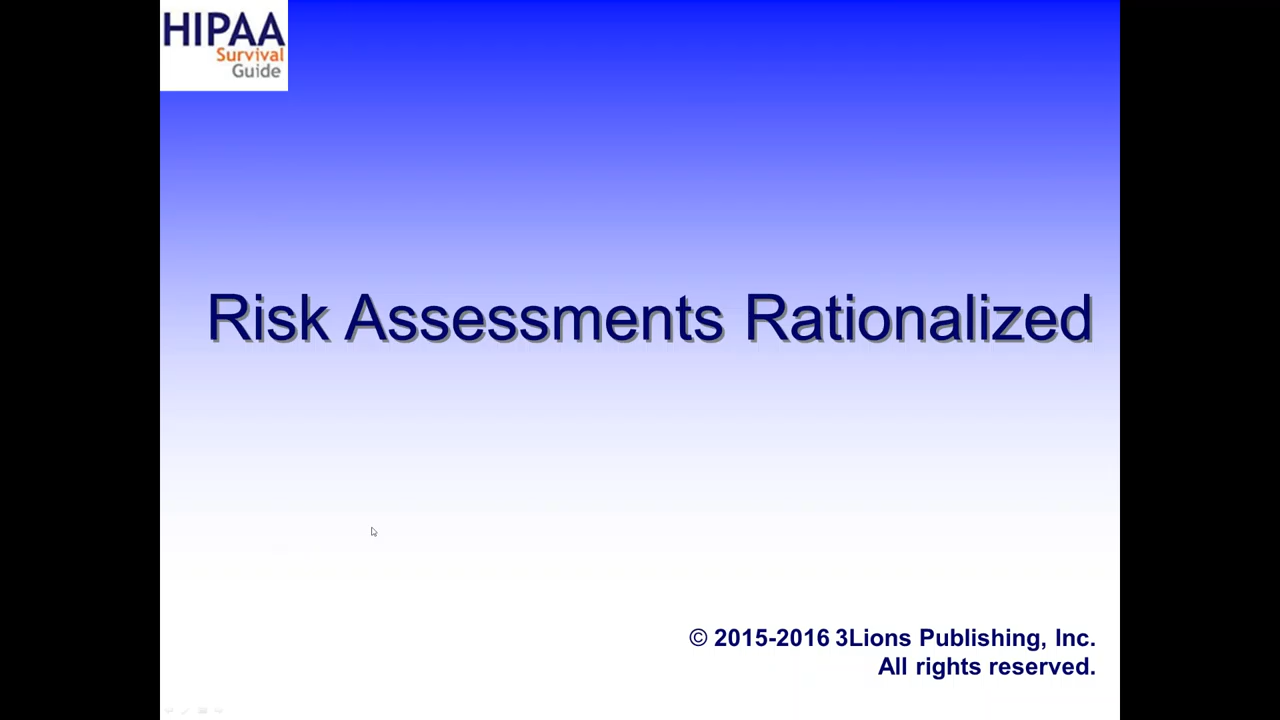 HIPAA
Survival
Guide
Risk Assessments Rationalized
© 2015-2016 3Lions Publishing, Inc.
All rights reserved.